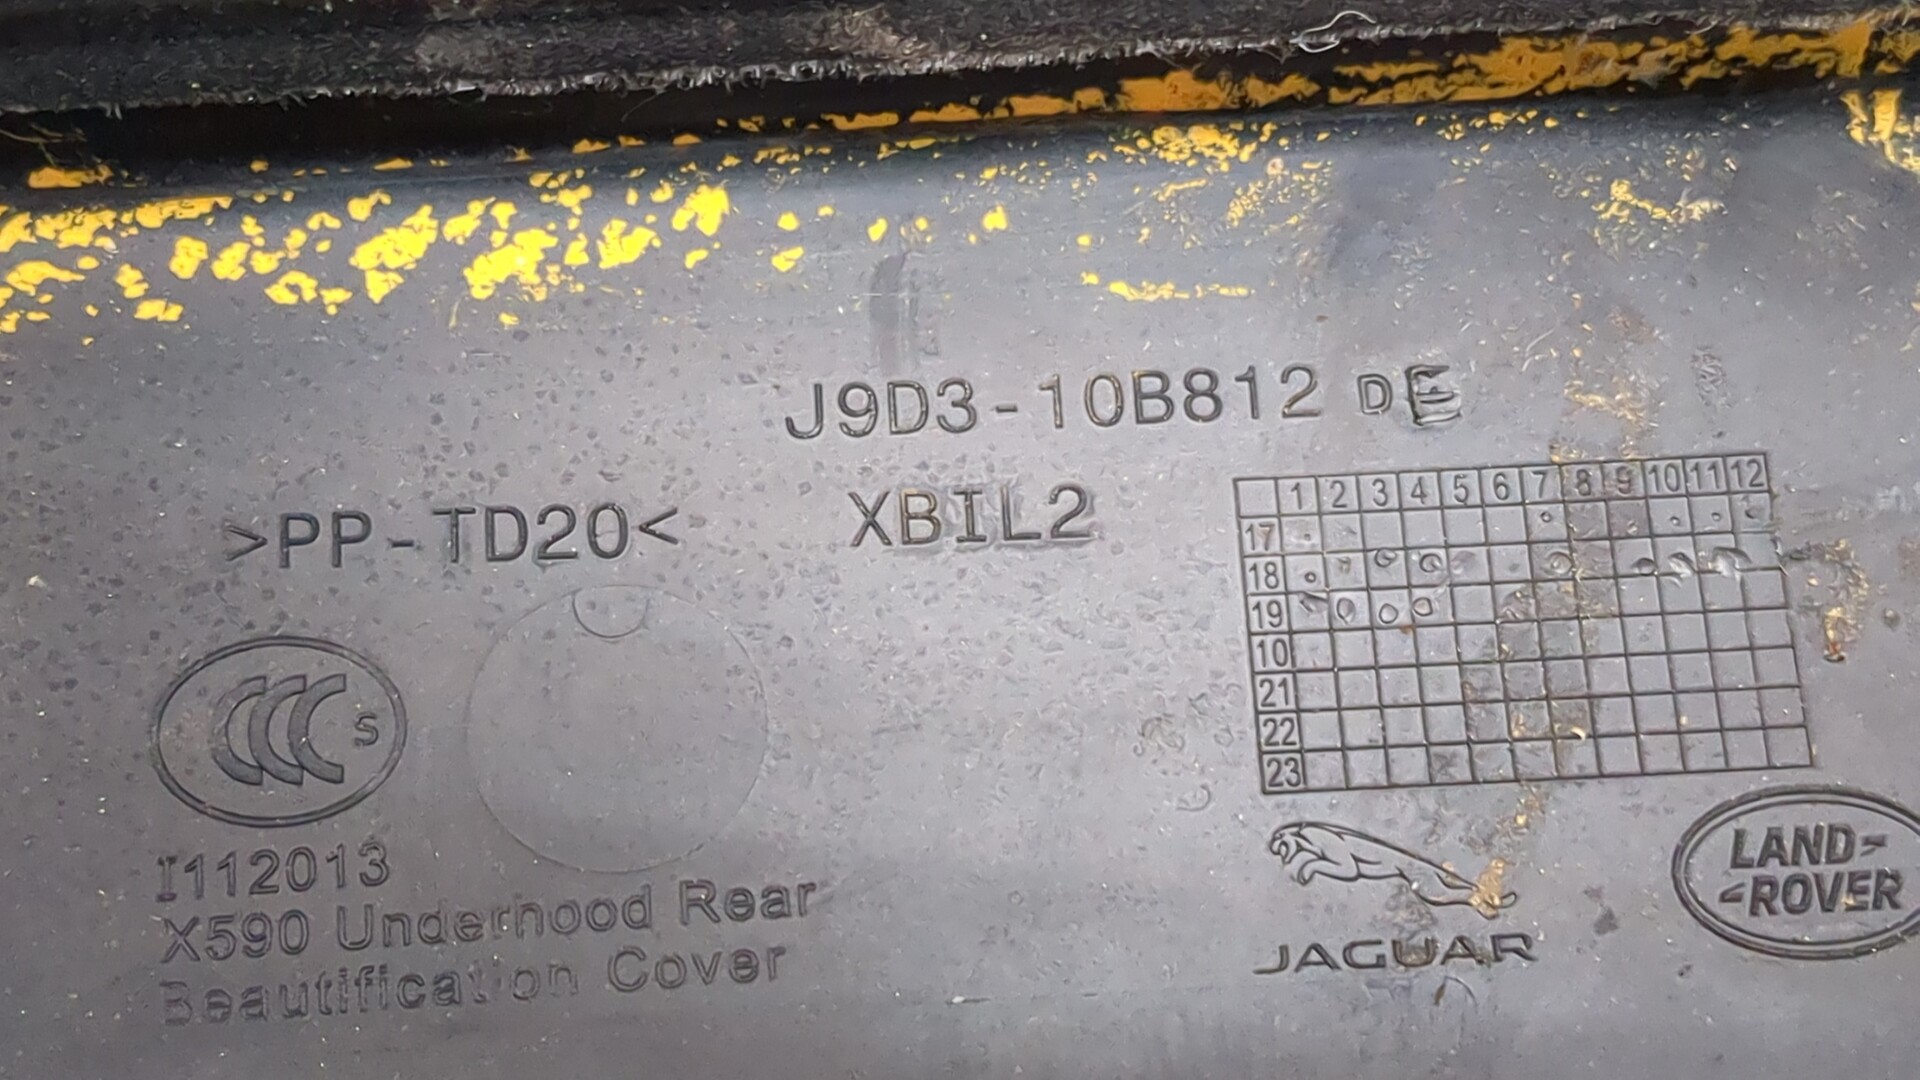 J9D3-10B812 DE
>PP-TD20<
XBIL2
1 2 3 4 5 6 7 8 9 10 11 12
17
18
19
10
21
22
23
CCC S
I112013
X590 Underhood Rear
Beautification Cover
JAGUAR
LAND-
-ROVER